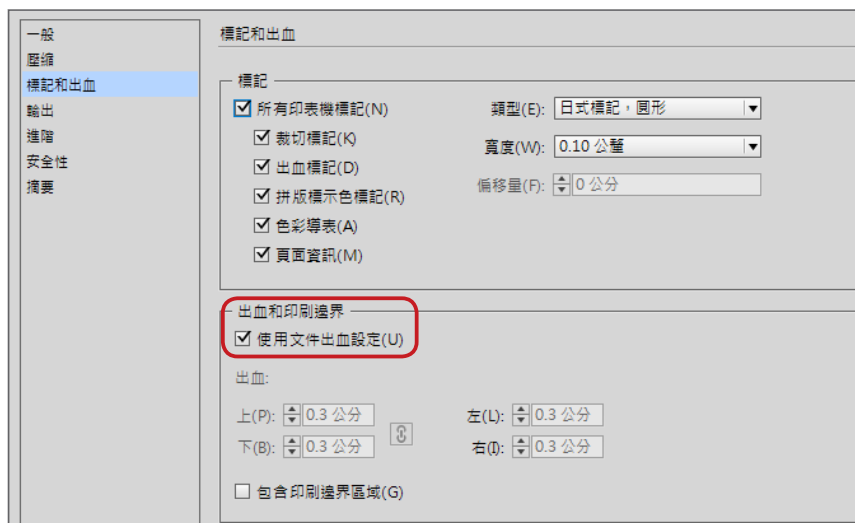 一般
壓縮
標記和出血
輸出
進階
安全性
摘要
標記和出血
標記
所有印表機標記(N)
類型(E): 日式標記，圓形
裁切標記(K)
寬度(W): 0.10 公釐
出血標記(D)
偏移量(F): 0 公分
拼版標示色標記(R)
色彩導表(A)
頁面資訊(M)
出血和印刷邊界
使用文件出血設定(U)
出血:
上(P): 0.3 公分
左(L): 0.3 公分
下(B): 0.3 公分
右(I): 0.3 公分
包含印刷邊界區域(G)